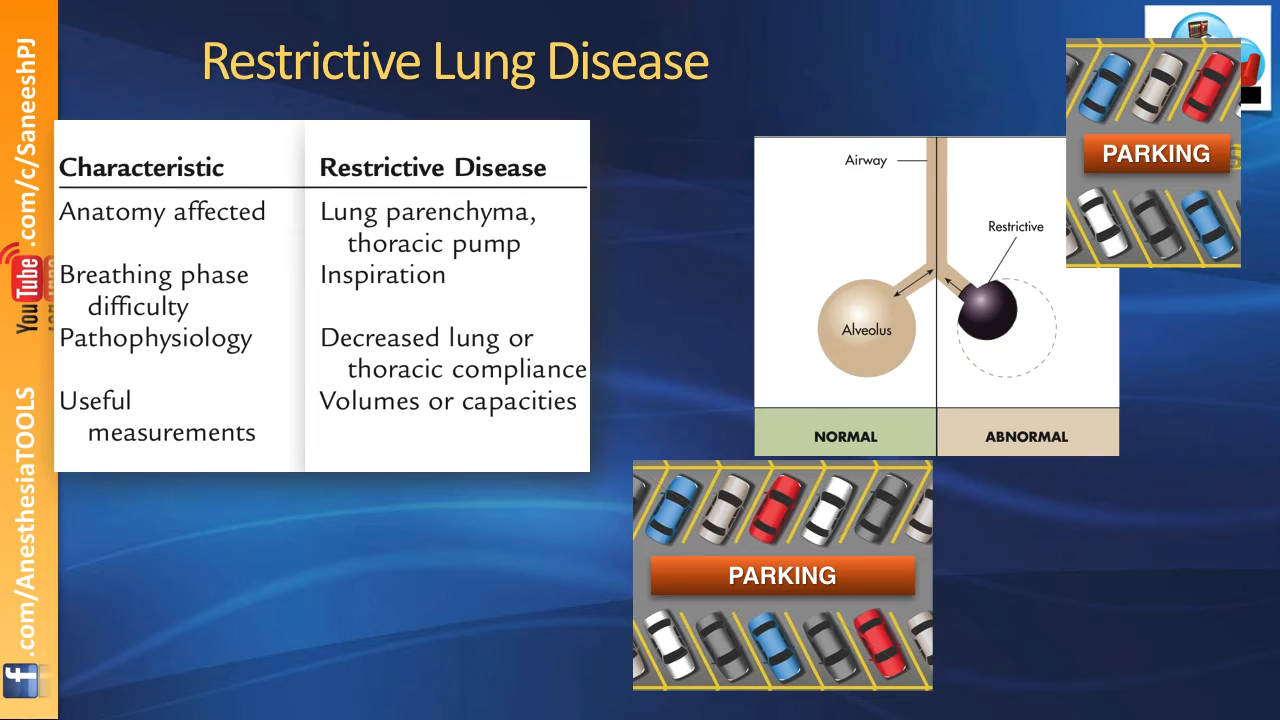 Restrictive Lung Disease
Characteristic
Restrictive Disease
Anatomy affected
Lung parenchyma,
thoracic pump
Breathing phase
difficulty
Inspiration
Pathophysiology
Decreased lung or
thoracic compliance
Useful
measurements
Volumes or capacities
Airway
Restrictive
Alveolus
NORMAL
ABNORMAL
PARKING
PARKING
YouTube .com/c/SaneeshPJ
f .com/AnesthesiaTOOLS